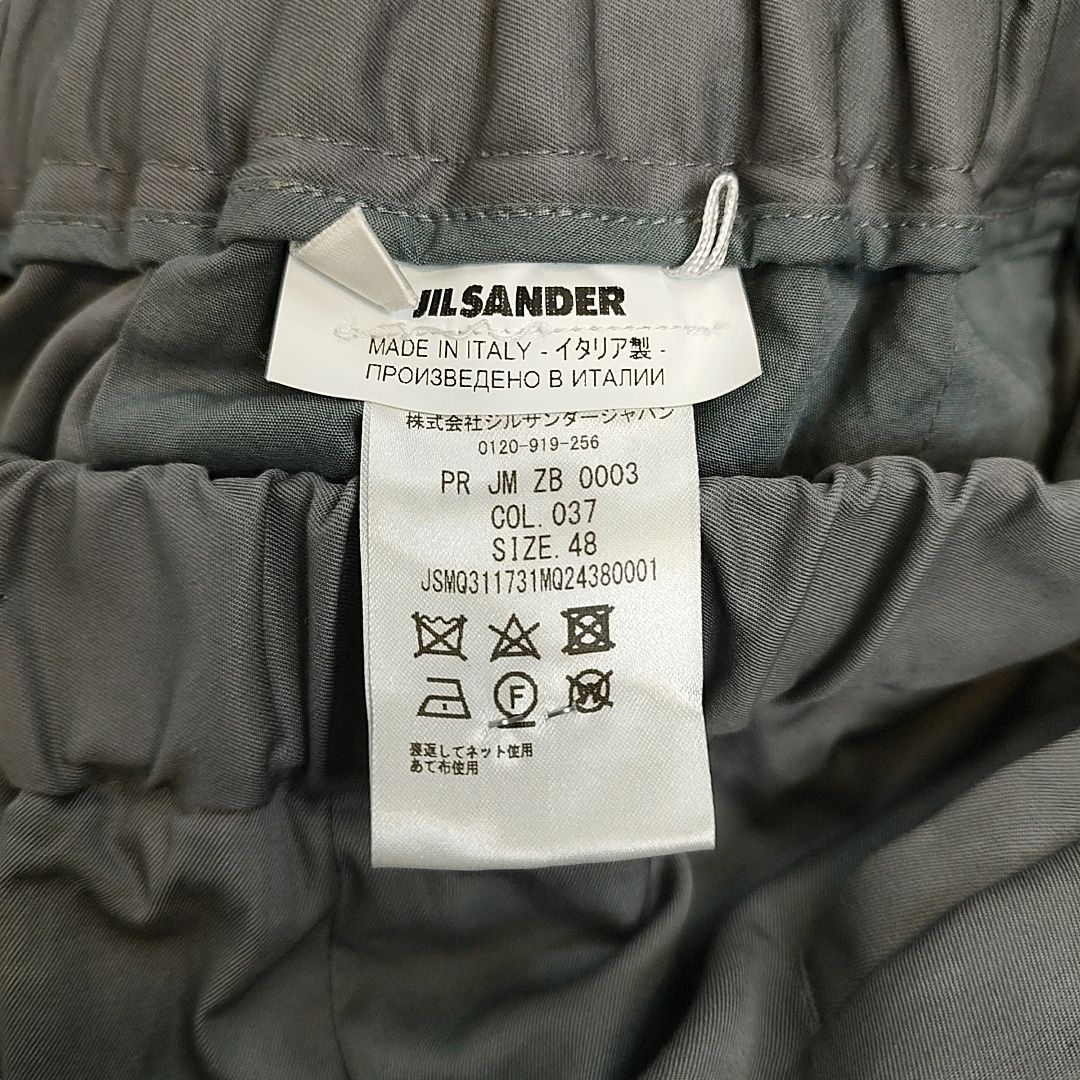 JIL SANDER
MADE IN ITALY - イタリア製 -
ПРОИЗВЕДЕНО В ИТАЛИИ
株式会社ジルサンダージャパン
0120-919-256
PR JM ZB 0003
COL. 037
SIZE. 48
JSMQ311731MQ24380001
F
W
裏返してネット使用
あて布使用